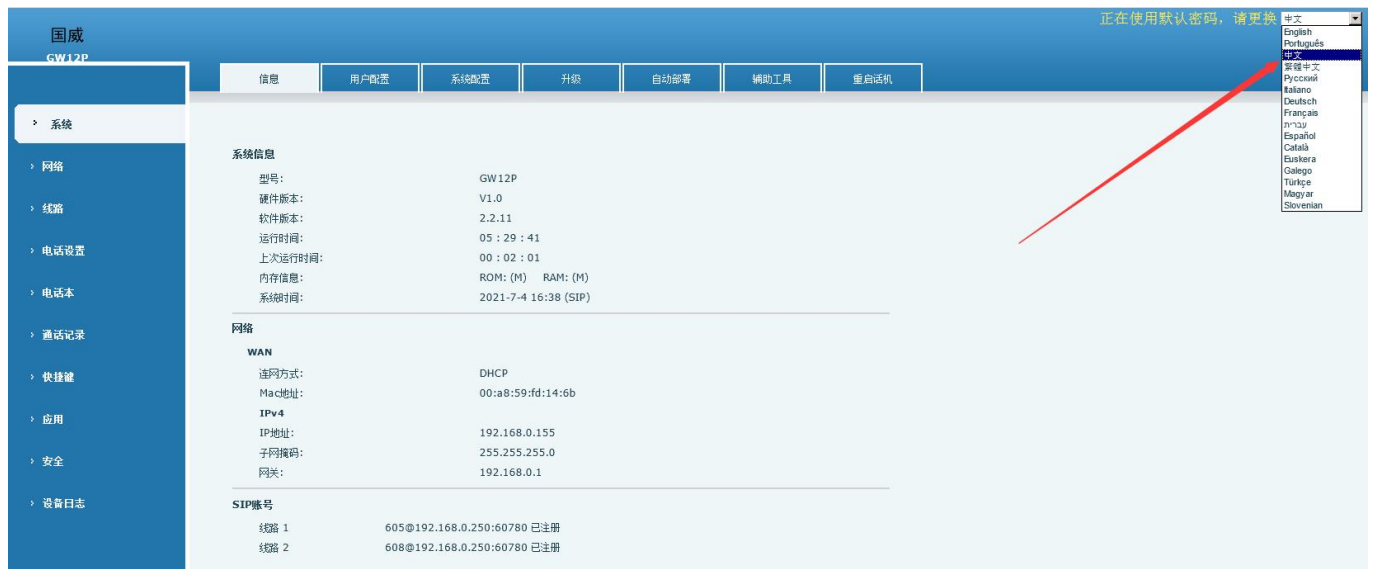 国威
GW12P
正在使用默认密码，请更换 中文
English
Português
中文
繁體中文
Русский
Italiano
Deutsch
Français
עברית
Español
Català
Euskera
Galego
Türkçe
Magyar
Slovenian
信息 用户配置 系统配置 升级 自动部署 辅助工具 重启话机
系统
网络
线路
电话设置
电话本
通话记录
快捷键
应用
安全
设备日志
系统信息
型号: GW12P
硬件版本: V1.0
软件版本: 2.2.11
运行时间: 05 : 29 : 41
上次运行时间: 00 : 02 : 01
内存信息: ROM: (M) RAM: (M)
系统时间: 2021-7-4 16:38 (SIP)
网络
WAN
连网方式: DHCP
Mac地址: 00:a8:59:fd:14:6b
IPv4
IP地址: 192.168.0.155
子网掩码: 255.255.255.0
网关: 192.168.0.1
SIP账号
线路 1 605@192.168.0.250:60780 已注册
线路 2 608@192.168.0.250:60780 已注册